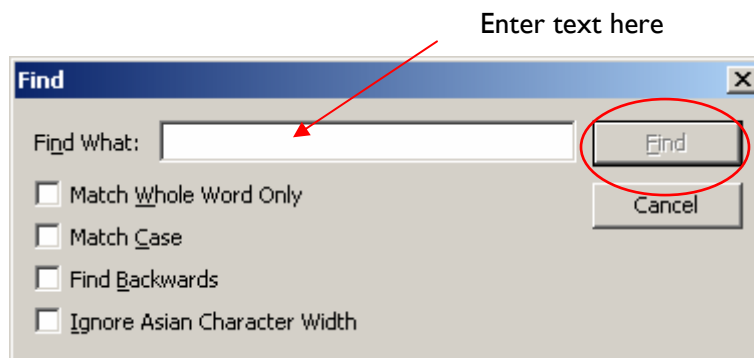 Enter text here
Find
Find What:
Find
Match Whole Word Only
Cancel
Match Case
Find Backwards
Ignore Asian Character Width